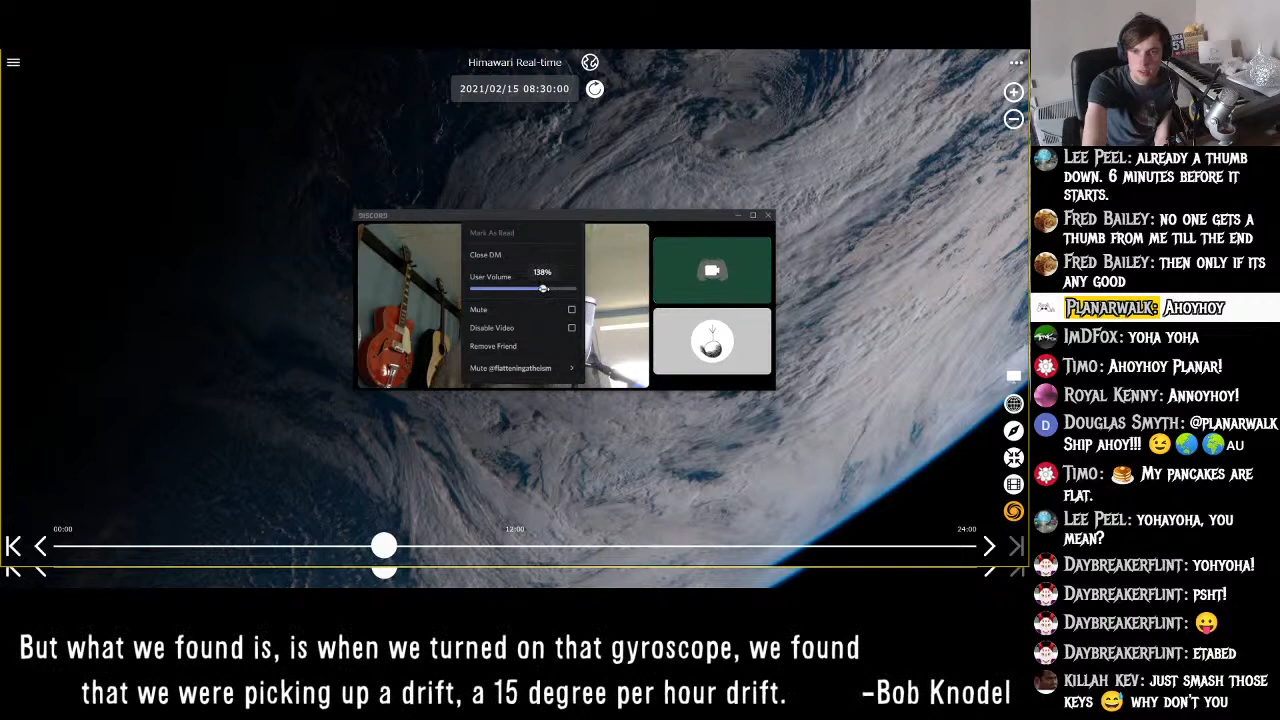 Himawari Real-time
2021/02/15 08:30:00
DISCORD
Mark As Read
Close DM
138%
User Volume
Mute
Disable Video
Remove Friend
Mute @flatteningatheism
00:00
12:00
24:00
But what we found is, is when we turned on that gyroscope, we found
that we were picking up a drift, a 15 degree per hour drift. -Bob Knodel
51
LEE PEEL: ALREADY A THUMB
DOWN. 6 MINUTES BEFORE IT
STARTS.
FRED BAILEY: NO ONE GETS A
THUMB FROM ME TILL THE END
FRED BAILEY: THEN ONLY IF ITS
ANY GOOD
PLANARWALK: AHOYHOY
IMDFOX: YOHA YOHA
TIMO: AHOYOY PLANAR!
ROYAL KENNY: ANNOYHOY!
D DOUGLAS SMYTH: @PLANARWALK
SHIP AHOY!!! 😉 🌏 🌍 AU
TIMO: 🥞 MY PANCAKES ARE
FLAT.
LEE PEEL: YOHAYOHA, YOU
MEAN?
DAYBREAKERFLINT: YOHYOHA!
DAYBREAKERFLINT: PSHT!
DAYBREAKERFLINT: 😛
DAYBREAKERFLINT: ETABED
KILLAH KEV: JUST SMASH THOSE
KEYS 😅 WHY DON'T YOU